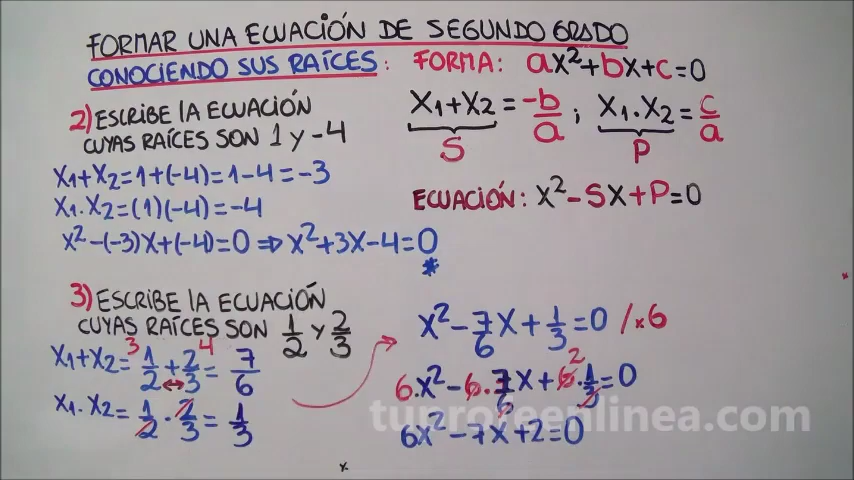 FORMAR UNA ECUACIÓN DE SEGUNDO GRADO
CONOCIENDO SUS RAÍCES: FORMA: ax²+bx+c=0
x₁+x₂=-b/a ; x₁.x₂=c/a
S P
ECUACIÓN: x²-Sx+P=0
2) ESCRIBE LA ECUACIÓN
CUYAS RAÍCES SON 1 Y -4
x₁+x₂=1+(-4)=1-4=-3
x₁.x₂=(1)(-4)=-4
x²-(-3)x+(-4)=0 ⇒ x²+3x-4=0
*
3) ESCRIBE LA ECUACIÓN
CUYAS RAÍCES SON 1/2 Y 2/3
3 4
x₁+x₂=1/2+2/3=7/6
x₁.x₂=1/2.2/3=1/3
x²-7/6x+1/3=0 /x6
2
6.x²-6.7/6x+6.1/3=0
6x²-7x+2=0
tuprofeenlinea.com